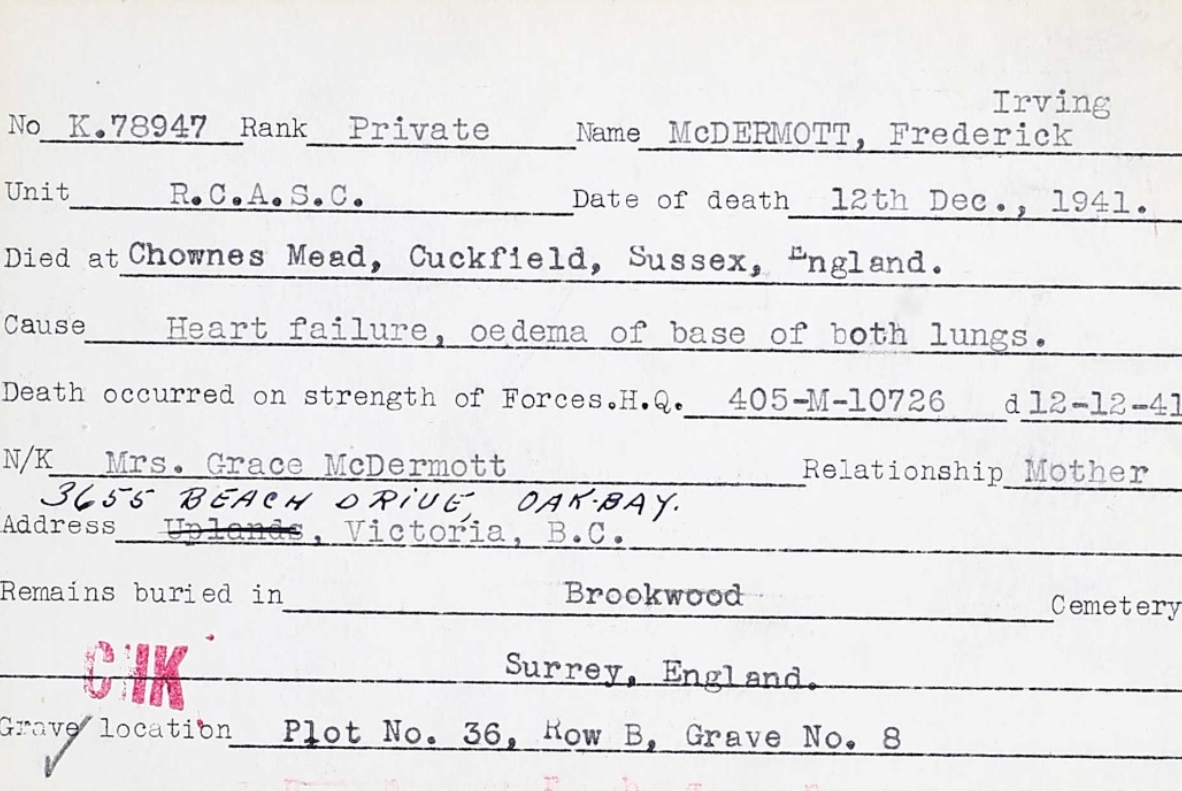 Irving
No K.78947 Rank Private Name McDERMOTT, Frederick
Unit R.C.A.S.C. Date of death 12th Dec., 1941.
Died at Chownes Mead, Cuckfield, Sussex, England.
Cause Heart failure, oedema of base of both lungs.
Death occurred on strength of Forces.H.Q. 405-M-10726 d 12-12-41
N/K Mrs. Grace McDermott Relationship Mother
3655 BEACH DRIVE, OAK-BAY.
Address Uplands, Victoria, B.C.
Remains buried in Brookwood Cemetery
CHK
Surrey, England.
Grave location Plot No. 36, Row B, Grave No. 8